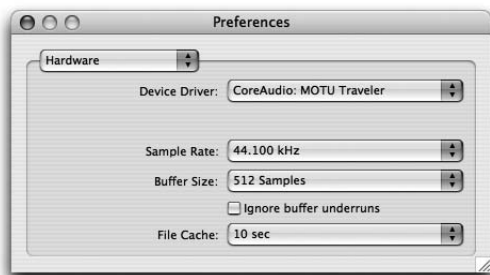 Preferences
Hardware
Device Driver: CoreAudio: MOTU Traveler
Sample Rate: 44.100 kHz
Buffer Size: 512 Samples
Ignore buffer underruns
File Cache: 10 sec